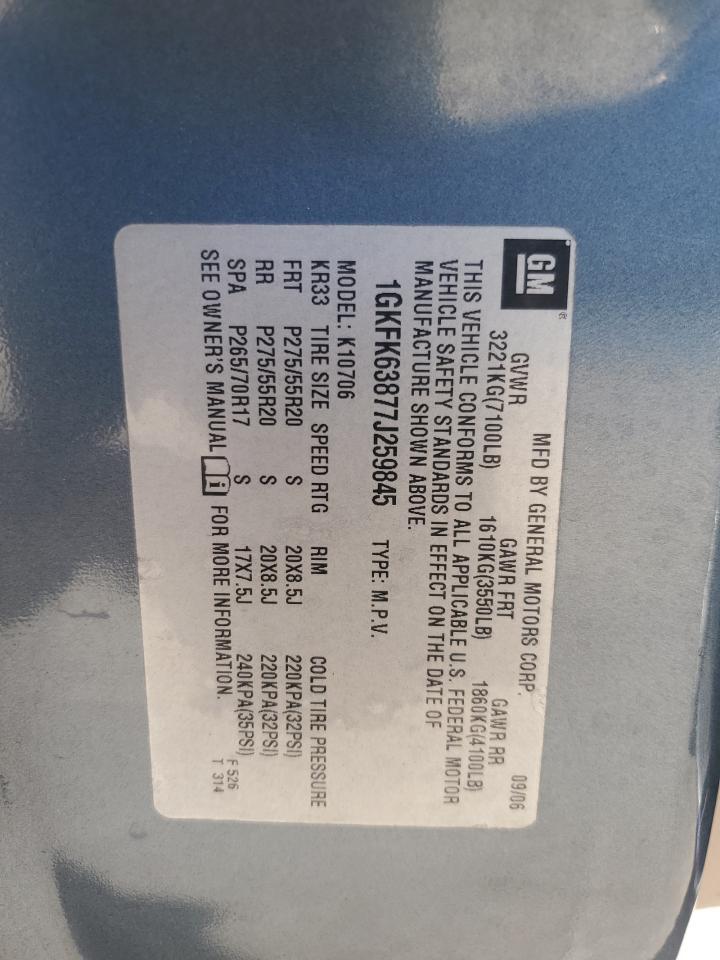 GM
MFD BY GENERAL MOTORS CORP. 09/06
GVWR GAWR FRT GAWR RR
3221KG(7100LB) 1610KG(3550LB) 1860KG(4100LB)
THIS VEHICLE CONFORMS TO ALL APPLICABLE U.S. FEDERAL MOTOR
VEHICLE SAFETY STANDARDS IN EFFECT ON THE DATE OF
MANUFACTURE SHOWN ABOVE.
1GKFK63877J259845 TYPE: M.P.V.
MODEL: K10706
KR33 TIRE SIZE SPEED RTG RIM COLD TIRE PRESSURE
FRT P275/55R20 S 20X8.5J 220KPA(32PSI)
RR P275/55R20 S 20X8.5J 220KPA(32PSI)
SPA P265/70R17 S 17X7.5J 240KPA(35PSI)
SEE OWNER'S MANUAL FOR MORE INFORMATION.
F 526
T 314